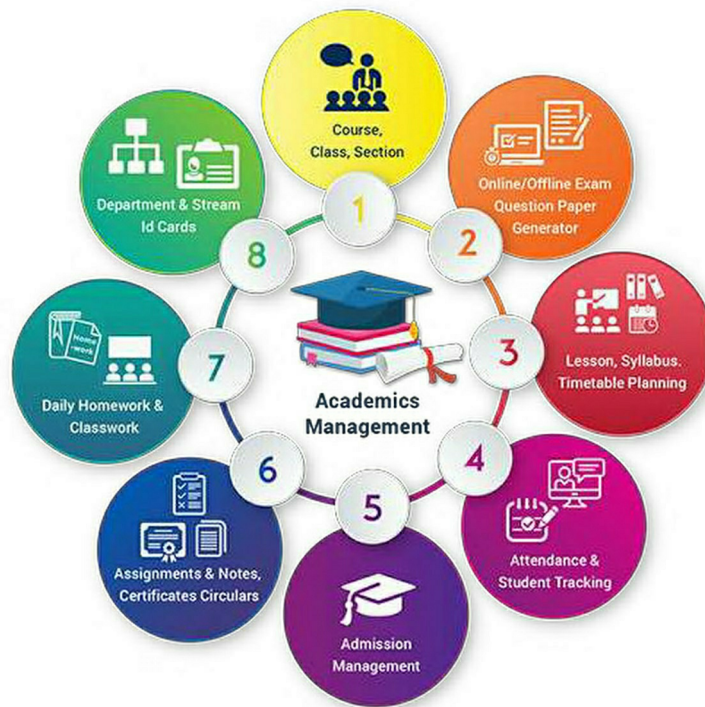 Academics
Management
1
Course,
Class, Section
2
Online/Offline Exam
Question Paper
Generator
3
Lesson, Syllabus.
Timetable Planning
4
Attendance &
Student Tracking
5
Admission
Management
6
Assignments & Notes,
Certificates Circulars
7
Home
-work
Daily Homework &
Classwork
8
Department & Stream
Id Cards